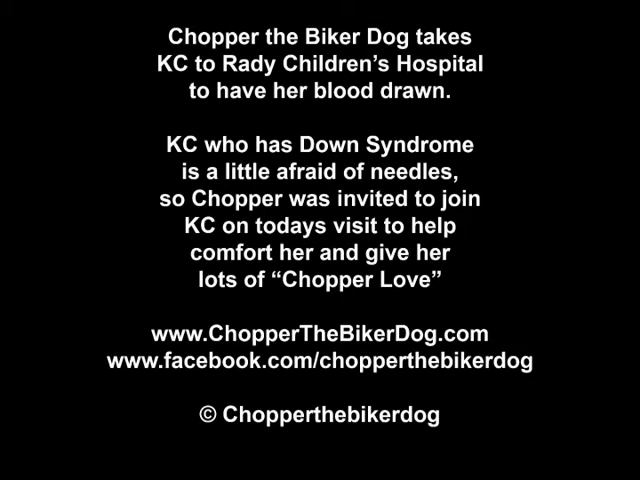 Chopper the Biker Dog takes
KC to Rady Children’s Hospital
to have her blood drawn.
KC who has Down Syndrome
is a little afraid of needles,
so Chopper was invited to join
KC on todays visit to help
comfort her and give her
lots of “Chopper Love”
www.ChopperTheBikerDog.com
www.facebook.com/chopperthebikerdog
© Chopperthebikerdog